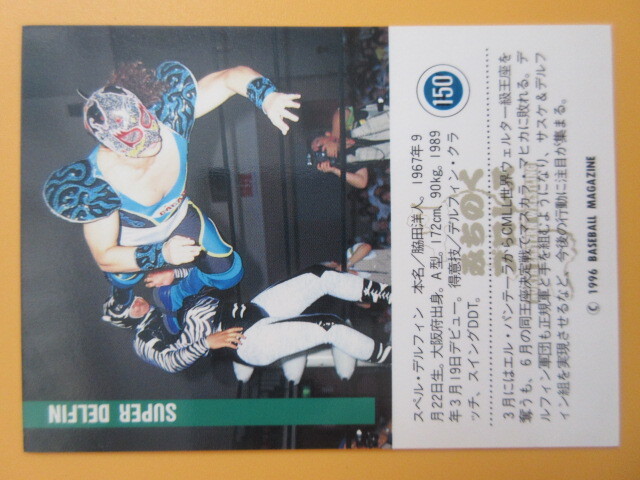 SUPER DELFIN
150
スペル・デルフィン　本名／脇田洋人。1967年9
月22日生。大阪府出身。A型。172cm、90kg。1989
年3月19日デビュー。得意技／デルフィン・クラ
ッチ、スイングDDT。
3月にはエル・パンテーラからCMLL世界ウェルター級王座を
奪うも、6月の同王座決定戦でマスカラ・マヒカに敗れる。デ
ルフィン軍団も正規軍と手を組むようになり、サスケ＆デルフ
ィン組を実現させるなど、今後の行動に注目が集まる。
みちのく
© 1996 BASEBALL MAGAZINE